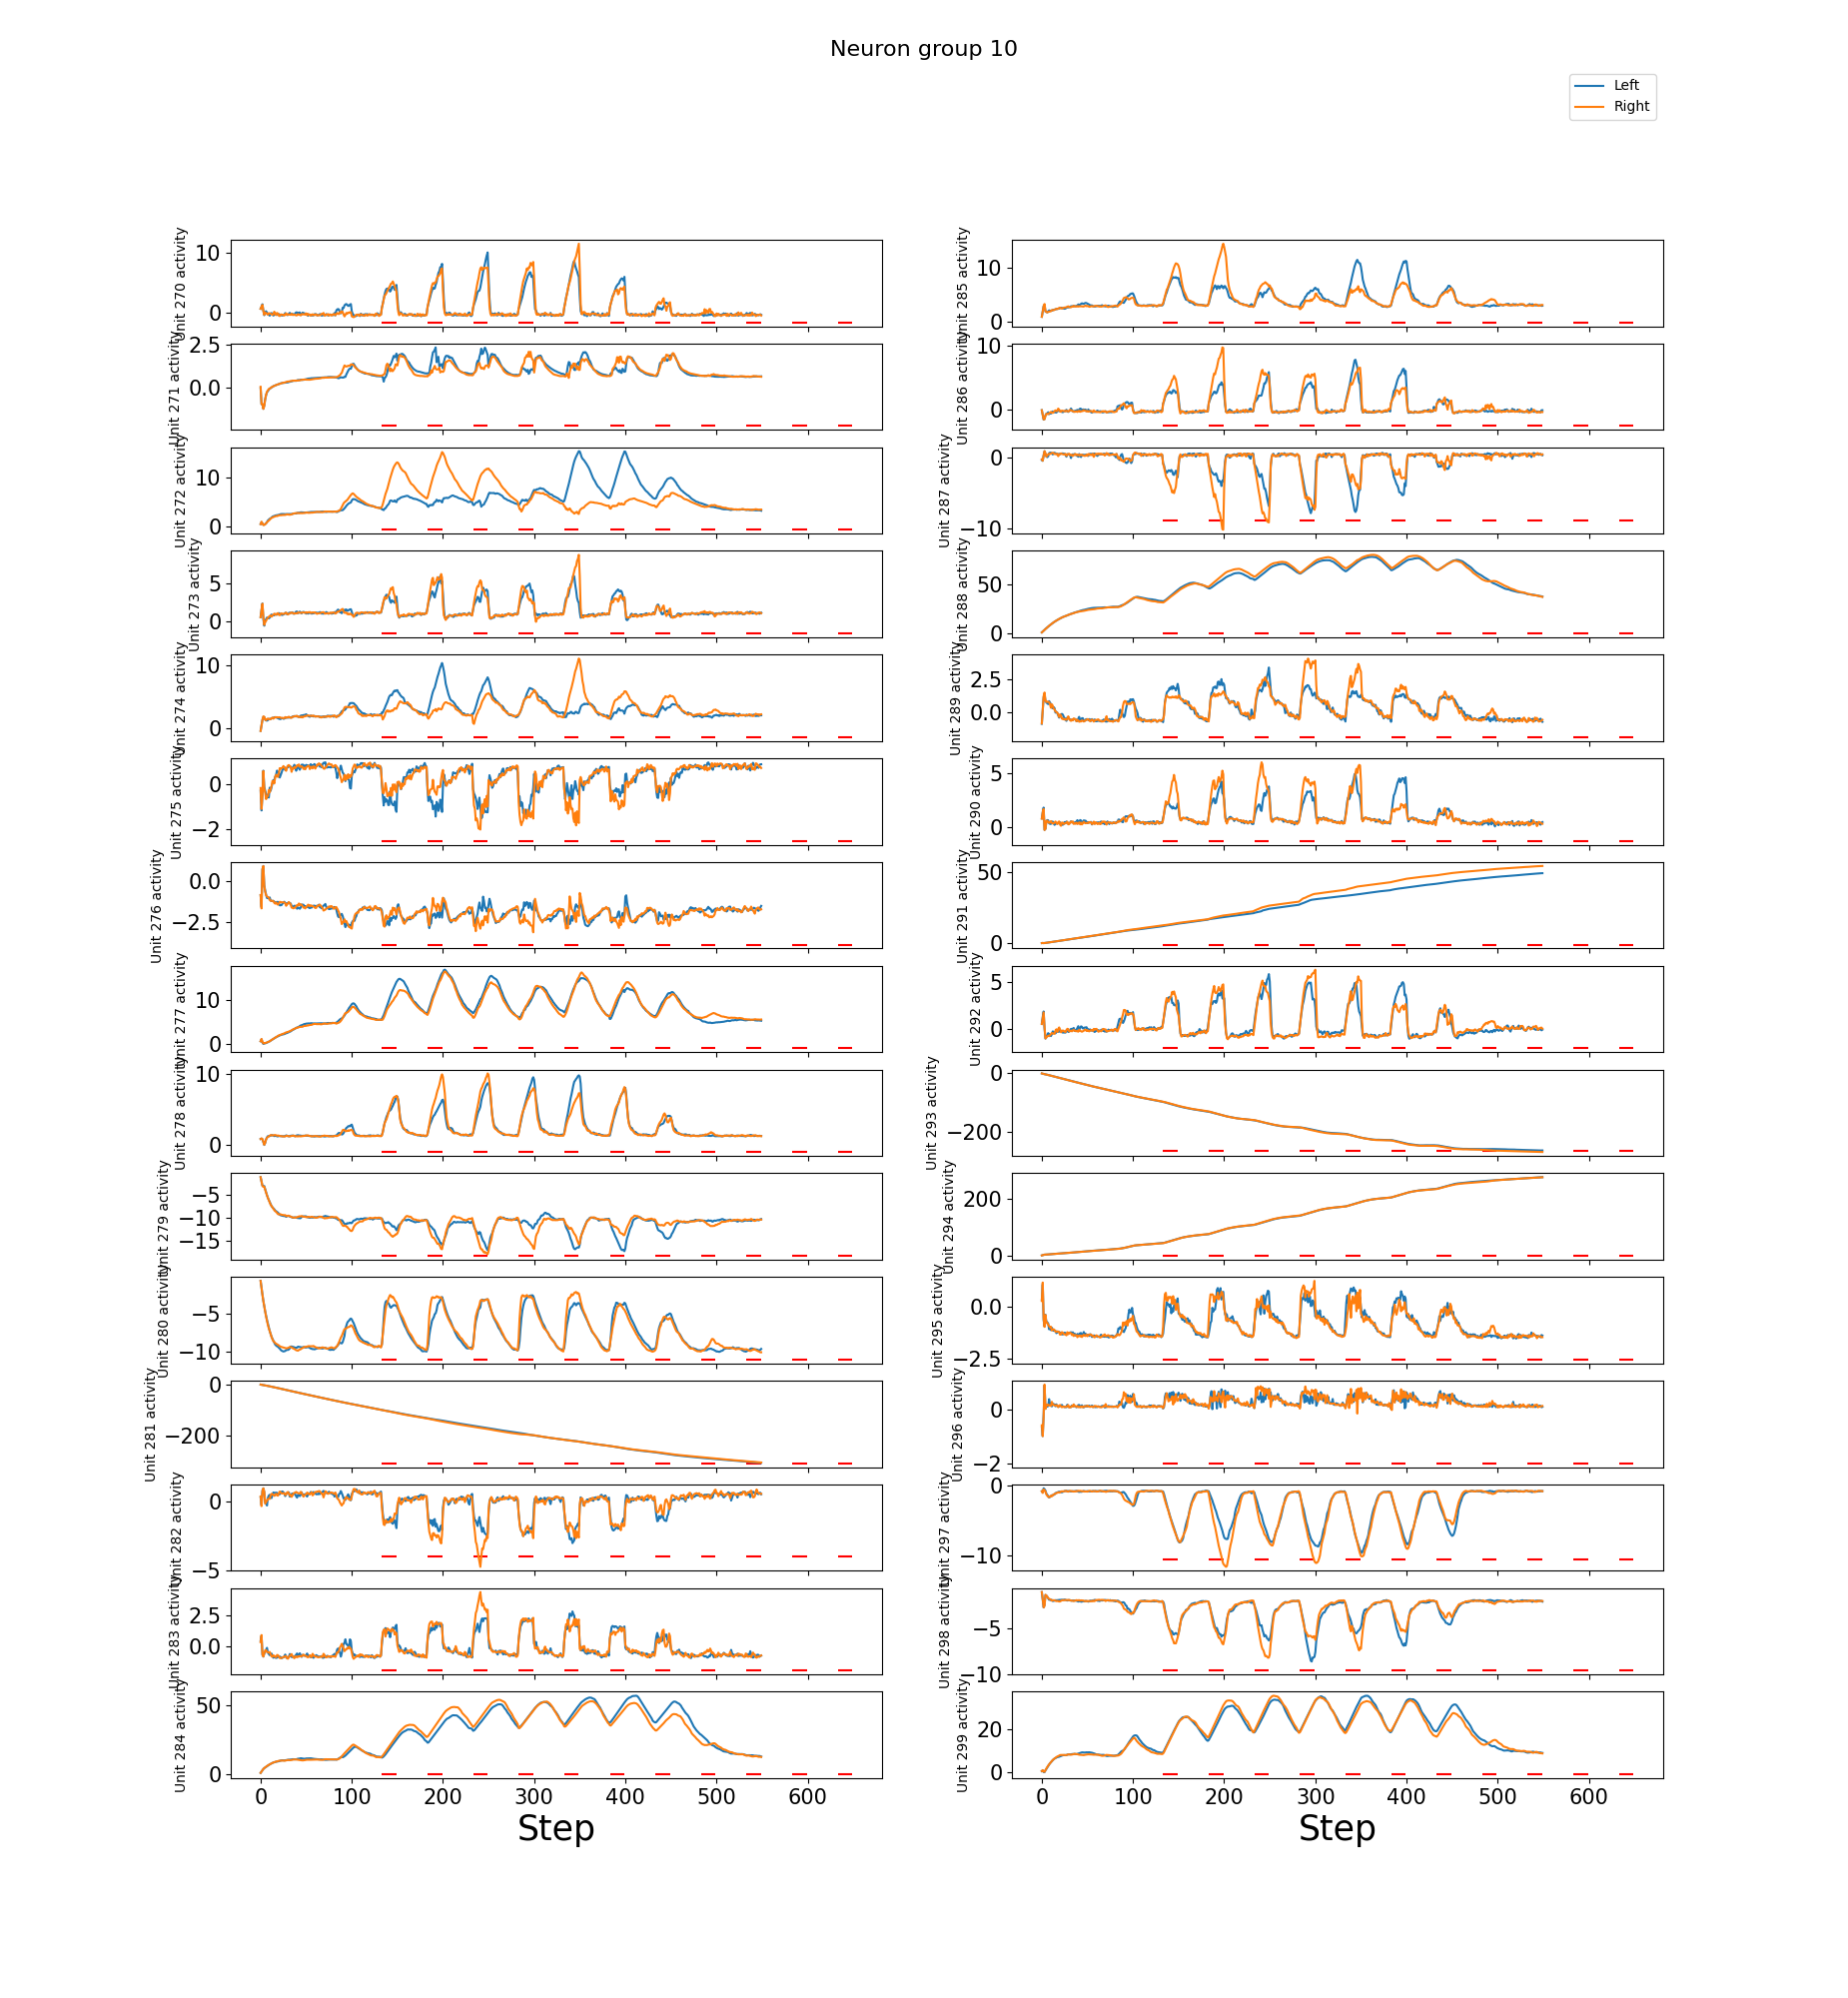 Neuron group 10
Left
Right
Unit 270 activity
10
0
Unit 271 activity
2.5
0.0
Unit 272 activity
10
0
Unit 273 activity
5
0
Unit 274 activity
10
0
Unit 275 activity
0
−2
Unit 276 activity
0.0
−2.5
Unit 277 activity
10
0
Unit 278 activity
10
0
Unit 279 activity
−5
−10
−15
Unit 280 activity
−5
−10
Unit 281 activity
0
−200
Unit 282 activity
0
−5
Unit 283 activity
2.5
0.0
Unit 284 activity
50
0
0 100 200 300 400 500 600
Step
Unit 285 activity
10
0
Unit 286 activity
10
0
Unit 287 activity
0
−10
Unit 288 activity
50
0
Unit 289 activity
2.5
0.0
Unit 290 activity
5
0
Unit 291 activity
50
0
Unit 292 activity
5
0
Unit 293 activity
0
−200
Unit 294 activity
200
0
Unit 295 activity
0.0
−2.5
Unit 296 activity
0
−2
Unit 297 activity
0
−10
Unit 298 activity
−5
−10
Unit 299 activity
20
0
0 100 200 300 400 500 600
Step